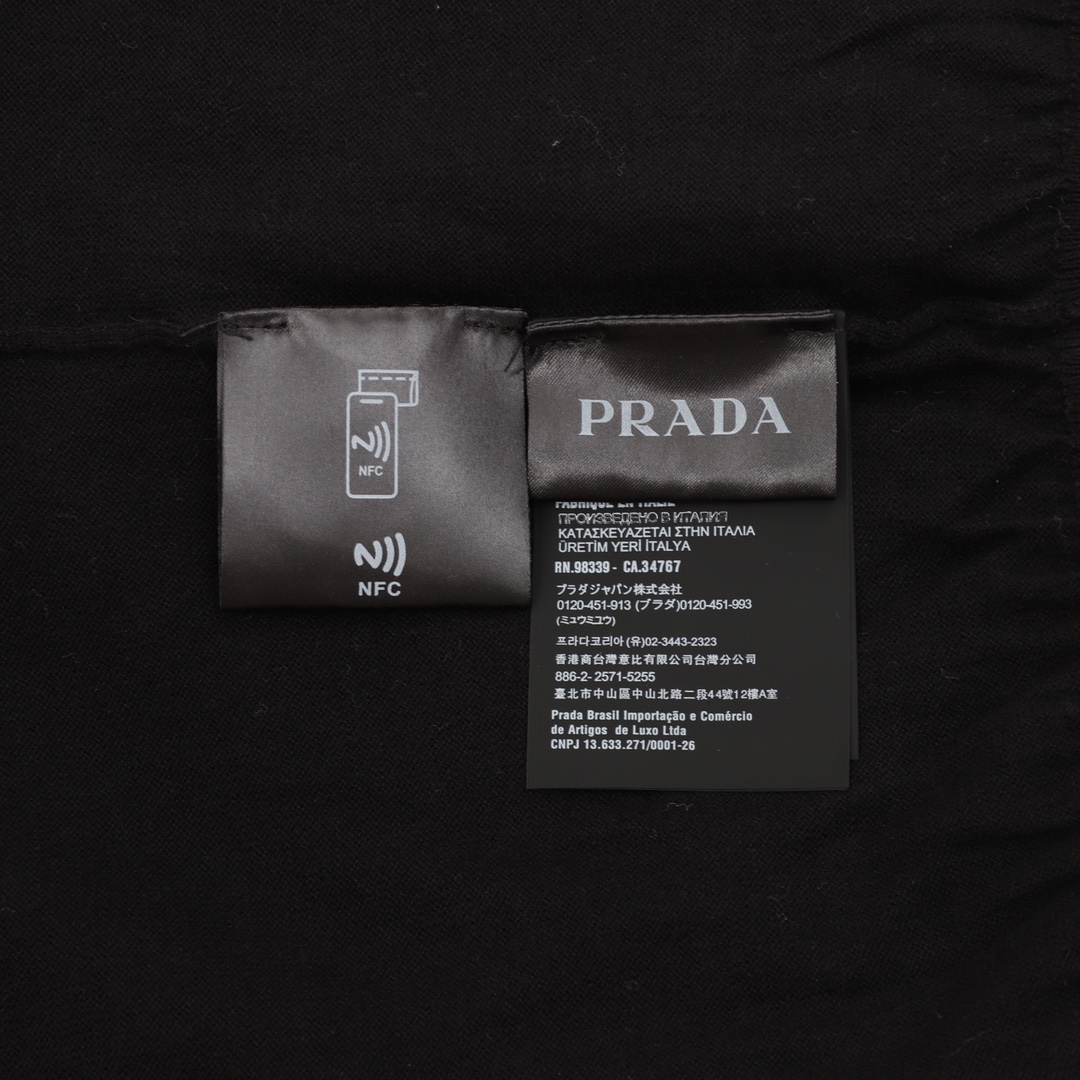 NFC
NFC
PRADA
FABRIQUÉ EN ITALIE
ПРОИЗВЕДЕНО В ИТАЛИЯ
ΚΑΤΑΣΚΕΥΑΖΕΤΑΙ ΣΤΗΝ ΙΤΑΛΙΑ
ÜRETİM YERİ İTALYA
RN.98339 - CA.34767
プラダジャパン株式会社
0120-451-913 (プラダ)0120-451-993
(ミュウミュウ)
프라다코리아(유)02-3443-2323
香港商台灣意比有限公司台灣分公司
886-2- 2571-5255
臺北市中山區中山北路二段44號12樓A室
Prada Brasil Importação e Comércio
de Artigos de Luxo Ltda
CNPJ 13.633.271/0001-26